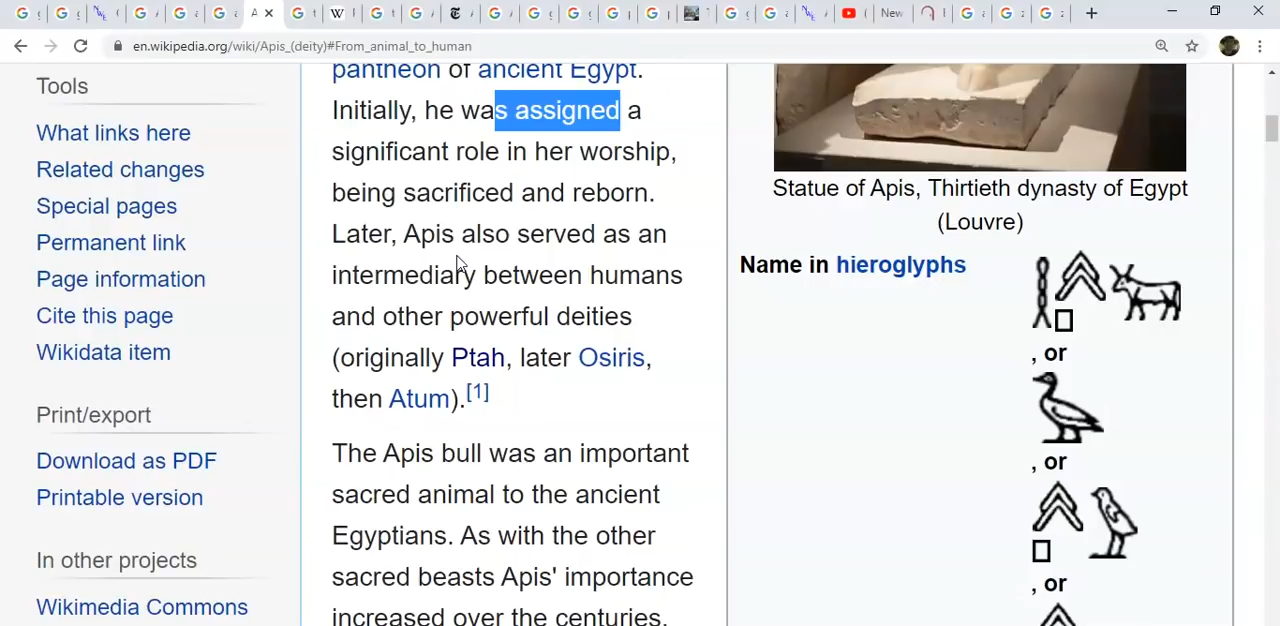 New
en.wikipedia.org/wiki/Apis_(deity)#From_animal_to_human
Tools
What links here
Related changes
Special pages
Permanent link
Page information
Cite this page
Wikidata item
Print/export
Download as PDF
Printable version
In other projects
Wikimedia Commons
pantheon of ancient Egypt.
Initially, he was assigned a
significant role in her worship,
being sacrificed and reborn.
Later, Apis also served as an
intermediary between humans
and other powerful deities
(originally Ptah, later Osiris,
then Atum).[1]
The Apis bull was an important
sacred animal to the ancient
Egyptians. As with the other
sacred beasts Apis' importance
increased over the centuries.
Statue of Apis, Thirtieth dynasty of Egypt
(Louvre)
Name in hieroglyphs
, or
, or
, or